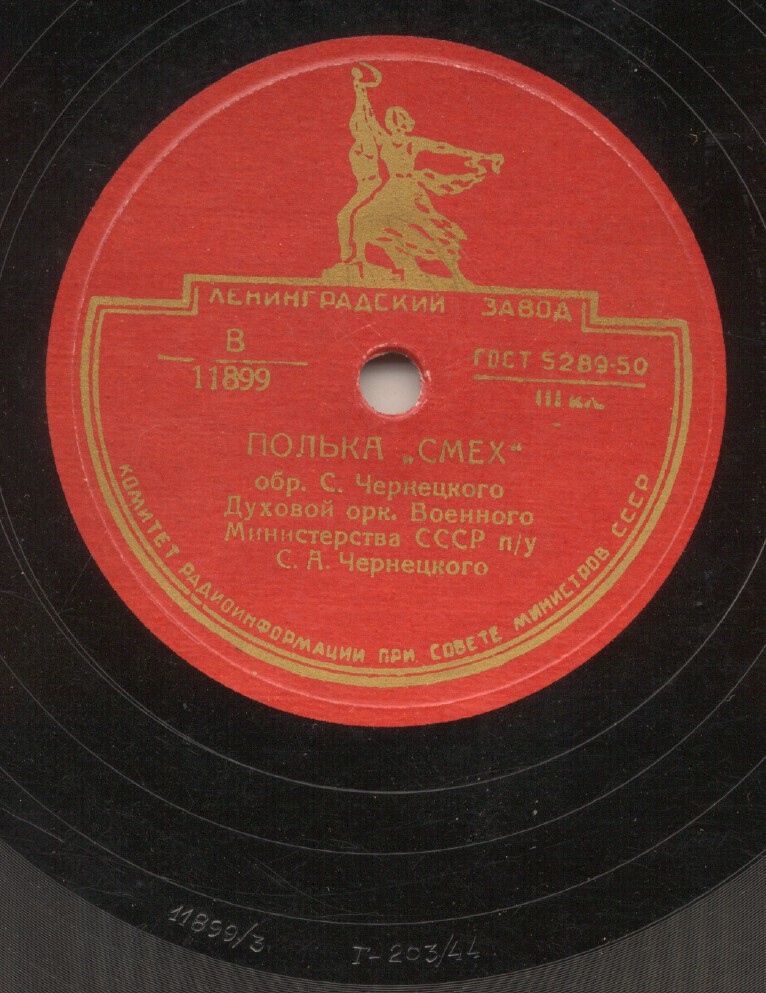 ЛЕНИНГРАДСКИЙ ЗАВОД
В
11899
ГОСТ 5289-50
III кл.
ПОЛЬКА „СМЕХ“
обр. С. Чернецкого
Духовой орк. Военного
Министерства СССР п/у
С. А. Чернецкого
КОМИТЕТ РАДИОИНФОРМАЦИИ ПРИ СОВЕТЕ МИНИСТРОВ СССР
11899/3
I-203/44